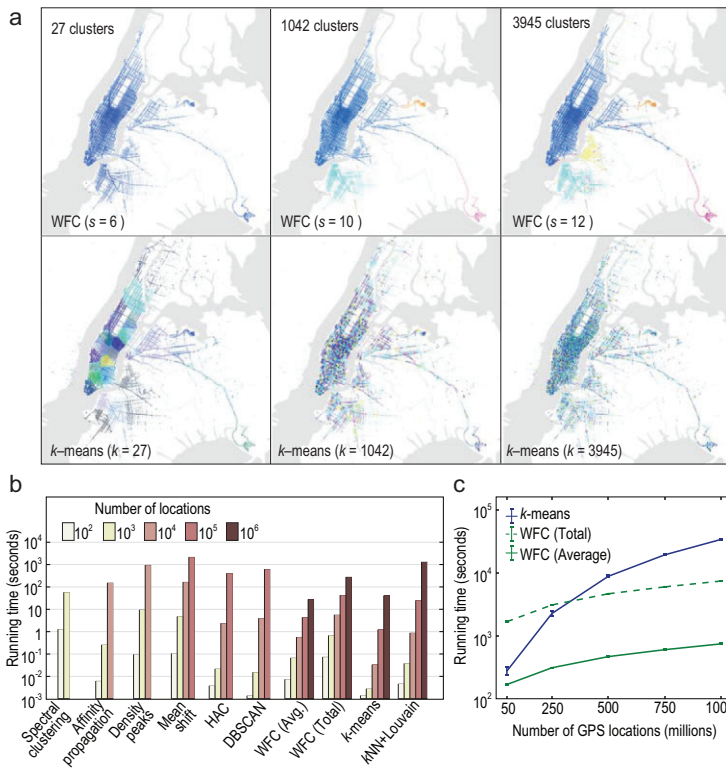 a
27 clusters
1042 clusters
3945 clusters
WFC (s = 6 )
WFC (s = 10 )
WFC (s = 12 )
k–means (k = 27)
k–means (k = 1042)
k–means (k = 3945)
b
Number of locations
10² 10³ 10⁴ 10⁵ 10⁶
Running time (seconds)
10⁴
10³
10²
10
1
10⁻¹
10⁻²
10⁻³
Spectral clustering
Affinity propagation
Density peaks
Mean shift
HAC
DBSCAN
WFC (Avg.)
WFC (Total)
k-means
kNN+Louvain
c
k-means
WFC (Total)
WFC (Average)
Running time (seconds)
10⁵
10⁴
10³
10²
50 250 500 750 1000
Number of GPS locations (millions)